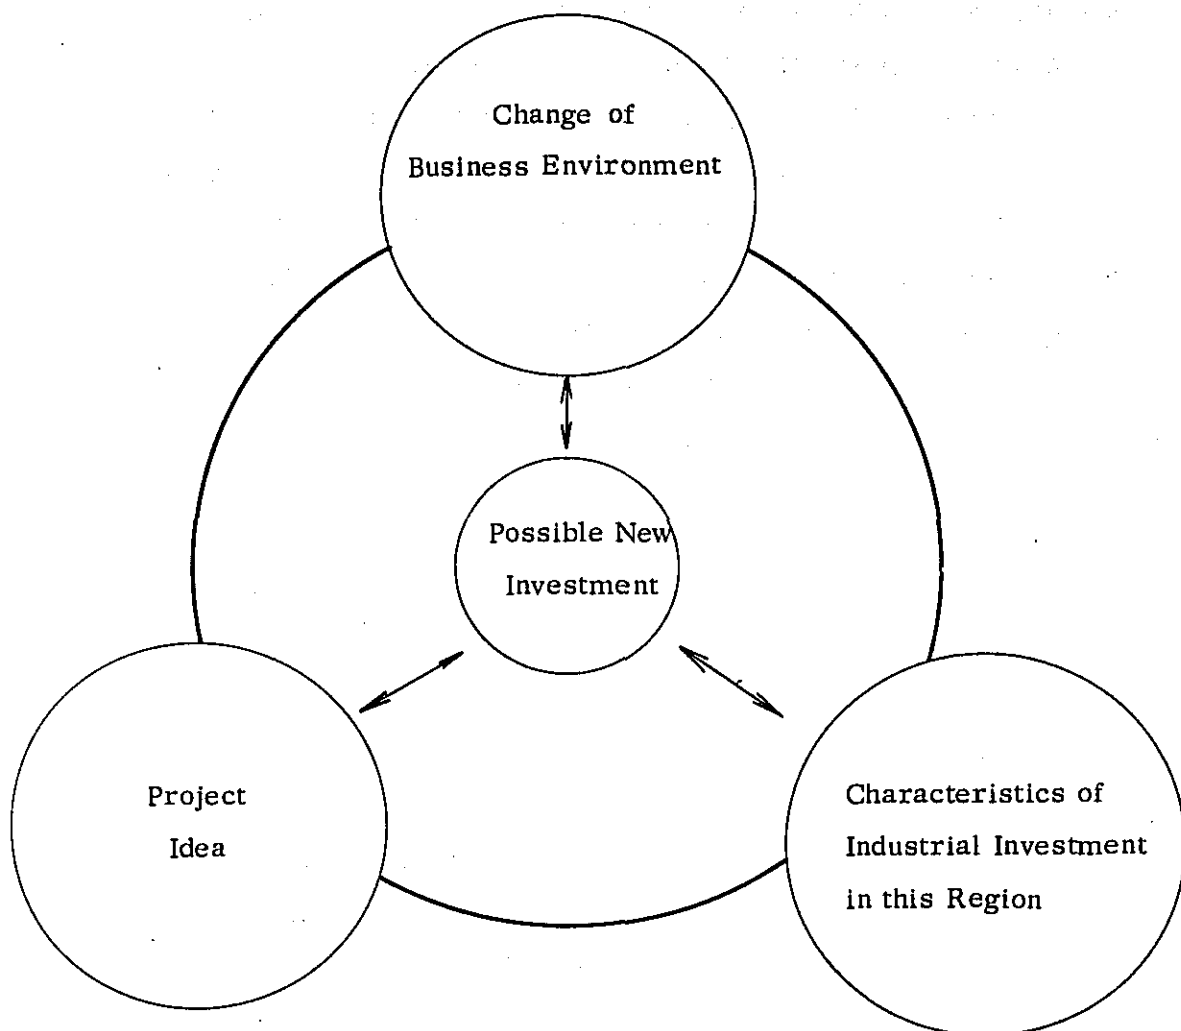 Change of
Business Environment
Possible New
Investment
Project
Idea
Characteristics of
Industrial Investment
in this Region